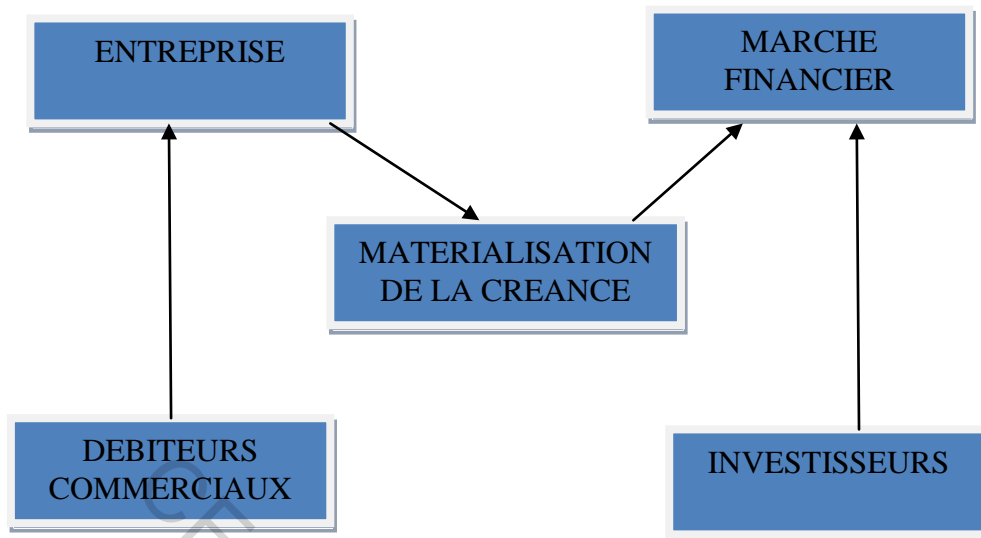 ENTREPRISE
MARCHE
FINANCIER
MATERIALISATION
DE LA CREANCE
DEBITEURS
COMMERCIAUX
INVESTISSEURS